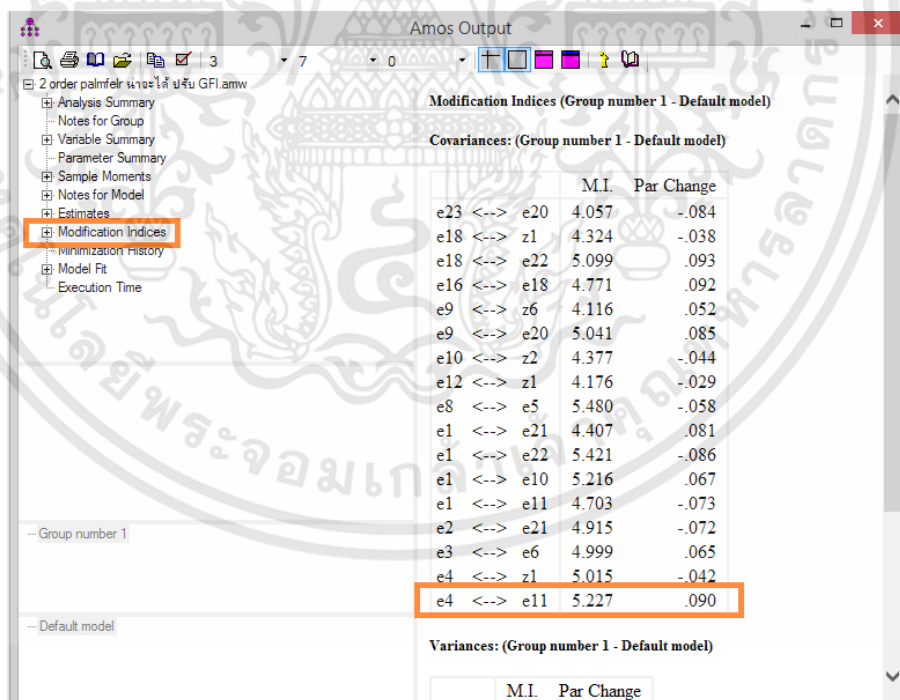 Amos Output
3 7 0
2 order palmfelr น่าจะได้ ปรับ GFI.amw
Analysis Summary
Notes for Group
Variable Summary
Parameter Summary
Sample Moments
Notes for Model
Estimates
Modification Indices
Minimization History
Model Fit
Execution Time
Group number 1
Default model
Modification Indices (Group number 1 - Default model)
Covariances: (Group number 1 - Default model)
M.I. Par Change
e23 <--> e20 4.057 -.084
e18 <--> z1 4.324 -.038
e18 <--> e22 5.099 .093
e16 <--> e18 4.771 .092
e9 <--> z6 4.116 .052
e9 <--> e20 5.041 .085
e10 <--> z2 4.377 -.044
e12 <--> z1 4.176 -.029
e8 <--> e5 5.480 -.058
e1 <--> e21 4.407 .081
e1 <--> e22 5.421 -.086
e1 <--> e10 5.216 .067
e1 <--> e11 4.703 -.073
e2 <--> e21 4.915 -.072
e3 <--> e6 4.999 .065
e4 <--> z1 5.015 -.042
e4 <--> e11 5.227 .090
Variances: (Group number 1 - Default model)
M.I. Par Change